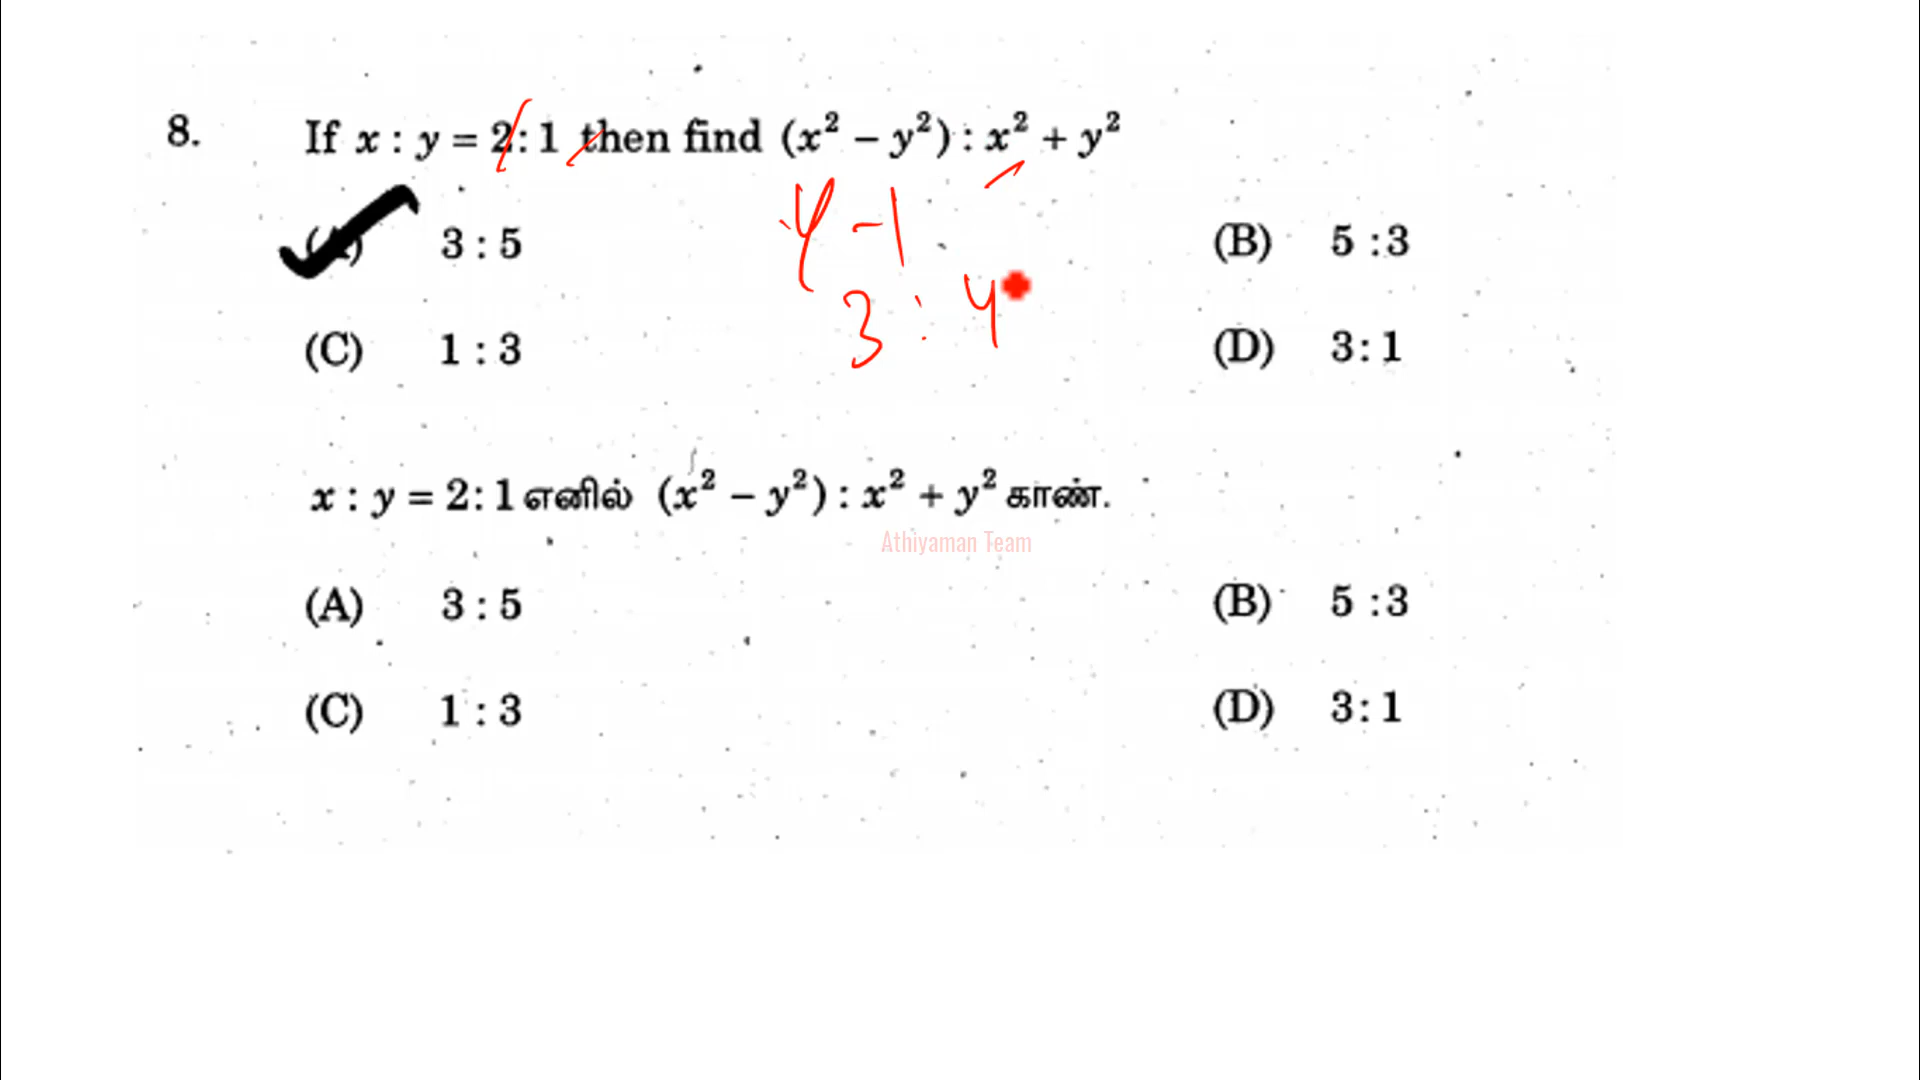 8. If x : y = 2 : 1 then find (x² – y²) : x² + y²
4 – 1
(A) 3 : 5 (B) 5 : 3
3 : 4
(C) 1 : 3 (D) 3 : 1
x : y = 2 : 1 எனில் (x² – y²) : x² + y² காண்.
Athiyaman Team
(A) 3 : 5 (B) 5 : 3
(C) 1 : 3 (D) 3 : 1